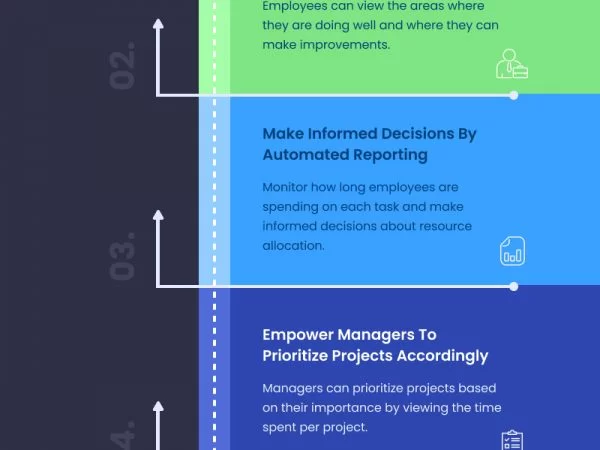 Employees can view the areas where
they are doing well and where they can
make improvements.
02.
Make Informed Decisions By
Automated Reporting
Monitor how long employees are
spending on each task and make
informed decisions about resource
allocation.
03.
Empower Managers To
Prioritize Projects Accordingly
Managers can prioritize projects based
on their importance by viewing the time
spent per project.
4.